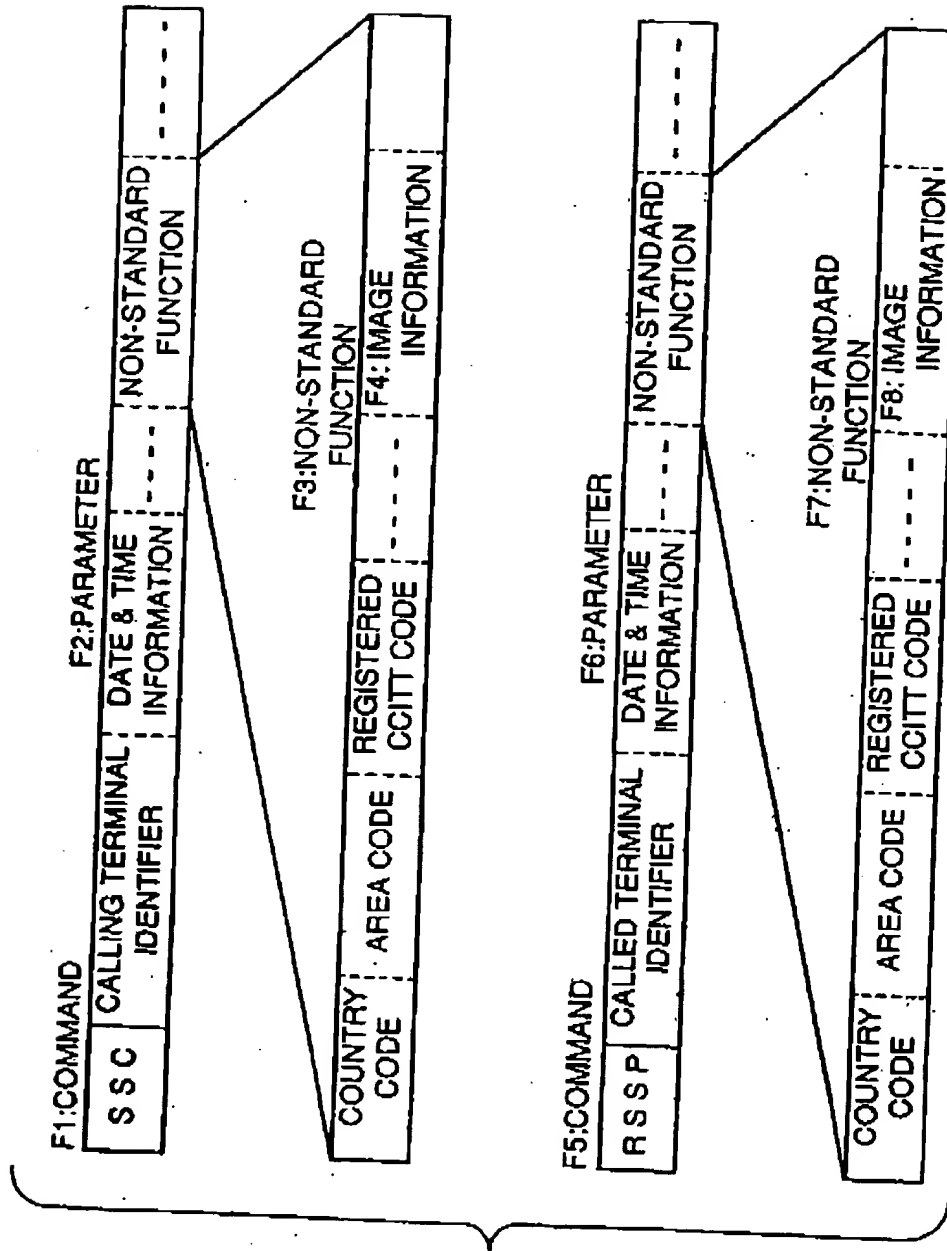 F1:COMMAND
F2:PARAMETER
S S C
CALLING TERMINAL
IDENTIFIER
DATE & TIME
INFORMATION
NON-STANDARD
FUNCTION
F3:NON-STANDARD
FUNCTION
COUNTRY
CODE
AREA CODE
REGISTERED
CCITT CODE
F4: IMAGE
INFORMATION
F5:COMMAND
F6:PARAMETER
R S S P
CALLED TERMINAL
IDENTIFIER
DATE & TIME
INFORMATION
NON-STANDARD
FUNCTION
F7:NON-STANDARD
FUNCTION
COUNTRY
CODE
AREA CODE
REGISTERED
CCITT CODE
F8: IMAGE
INFORMATION